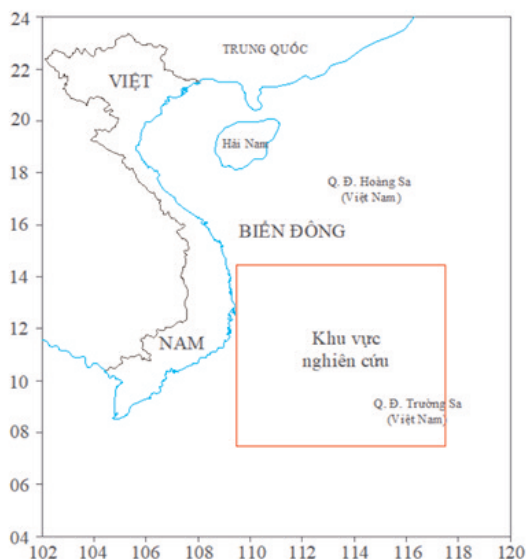 24
TRUNG QUỐC
22
VIỆT
20
Hải Nam
18
Q. Đ. Hoàng Sa
(Việt Nam)
16
BIỂN ĐÔNG
14
12
NAM
Khu vực
nghiên cứu
10
Q. Đ. Trường Sa
(Việt Nam)
08
06
04
102 104 106 108 110 112 114 116 118 120